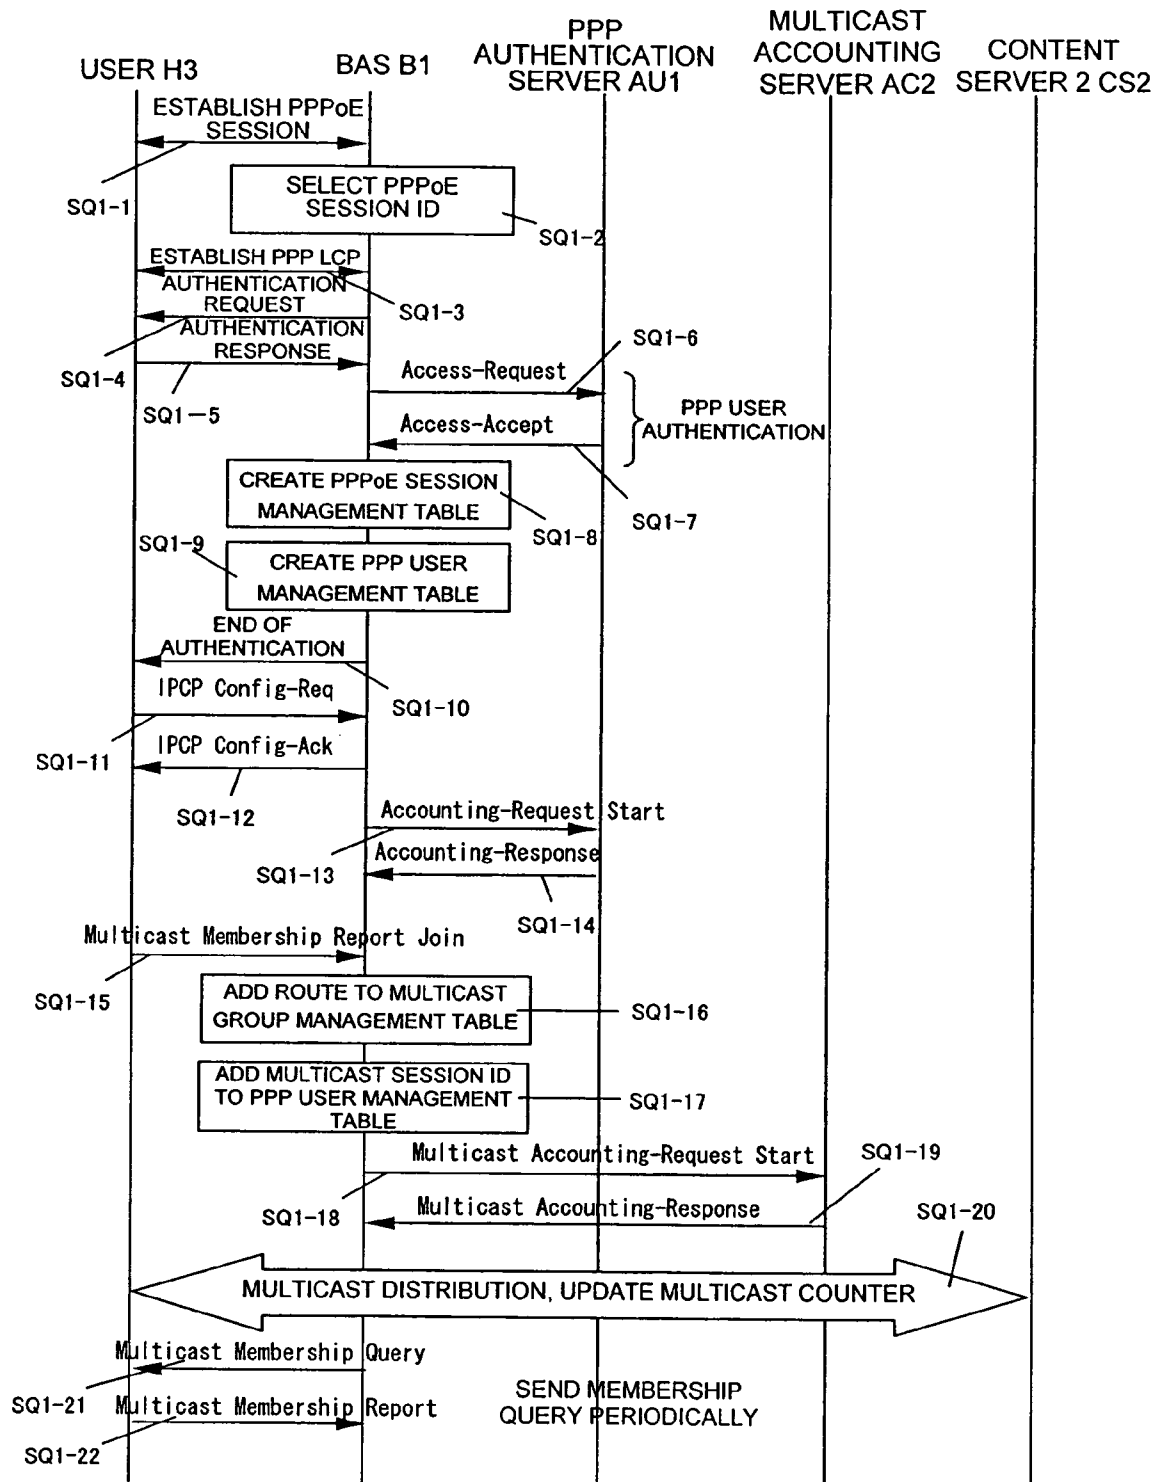 USER H3
BAS B1
PPP
AUTHENTICATION
SERVER AU1
MULTICAST
ACCOUNTING
SERVER AC2
CONTENT
SERVER 2 CS2
ESTABLISH PPPoE
SESSION
SQ1-1
SELECT PPPoE
SESSION ID
SQ1-2
ESTABLISH PPP LCP
SQ1-3
AUTHENTICATION
REQUEST
SQ1-4
AUTHENTICATION
RESPONSE
SQ1-5
Access-Request
SQ1-6
PPP USER
AUTHENTICATION
Access-Accept
SQ1-7
CREATE PPPoE SESSION
MANAGEMENT TABLE
SQ1-8
SQ1-9
CREATE PPP USER
MANAGEMENT TABLE
END OF
AUTHENTICATION
SQ1-10
IPCP Config-Req
SQ1-11
IPCP Config-Ack
SQ1-12
Accounting-Request Start
SQ1-13
Accounting-Response
SQ1-14
Multicast Membership Report Join
SQ1-15
ADD ROUTE TO MULTICAST
GROUP MANAGEMENT TABLE
SQ1-16
ADD MULTICAST SESSION ID
TO PPP USER MANAGEMENT
TABLE
SQ1-17
Multicast Accounting-Request Start
SQ1-18
SQ1-19
Multicast Accounting-Response
SQ1-20
MULTICAST DISTRIBUTION, UPDATE MULTICAST COUNTER
Multicast Membership Query
SQ1-21
Multicast Membership Report
SQ1-22
SEND MEMBERSHIP
QUERY PERIODICALLY